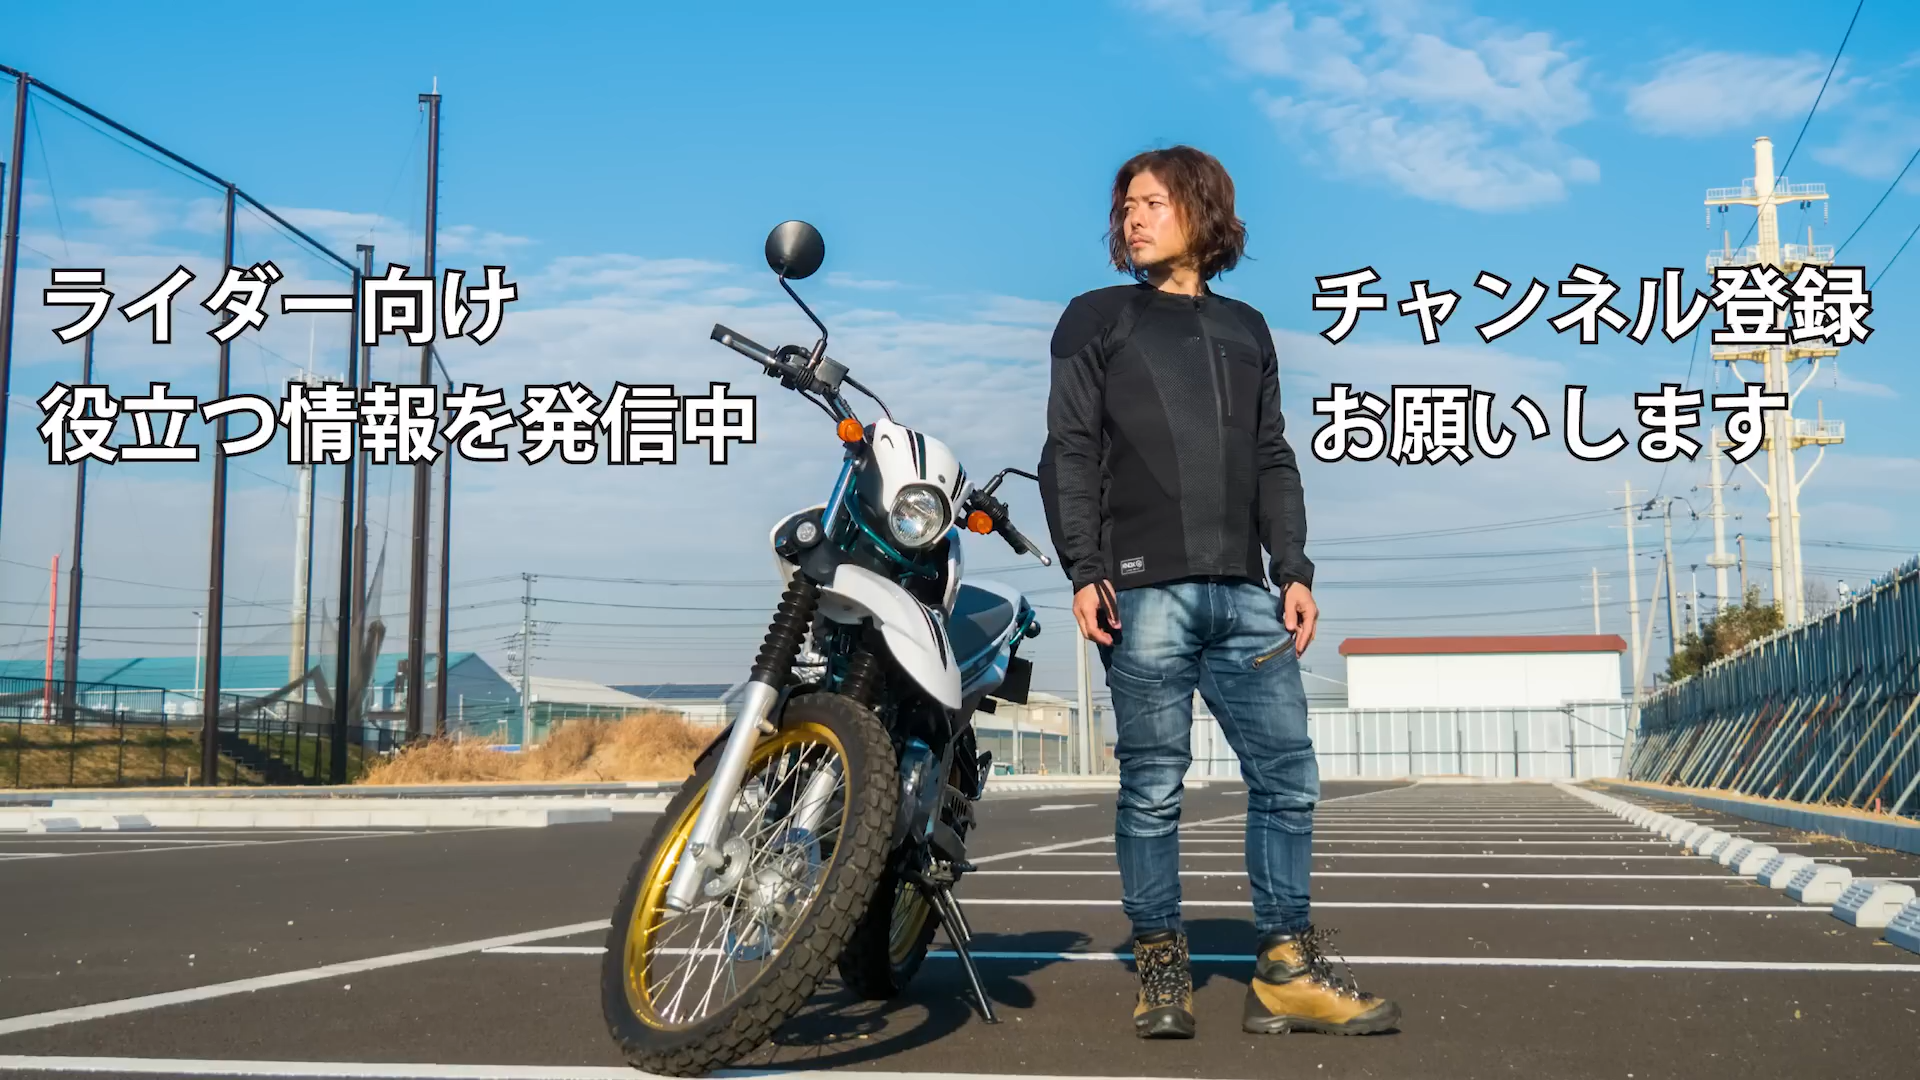 ライダー向け
役立つ情報を発信中
チャンネル登録
お願いします
KNOX